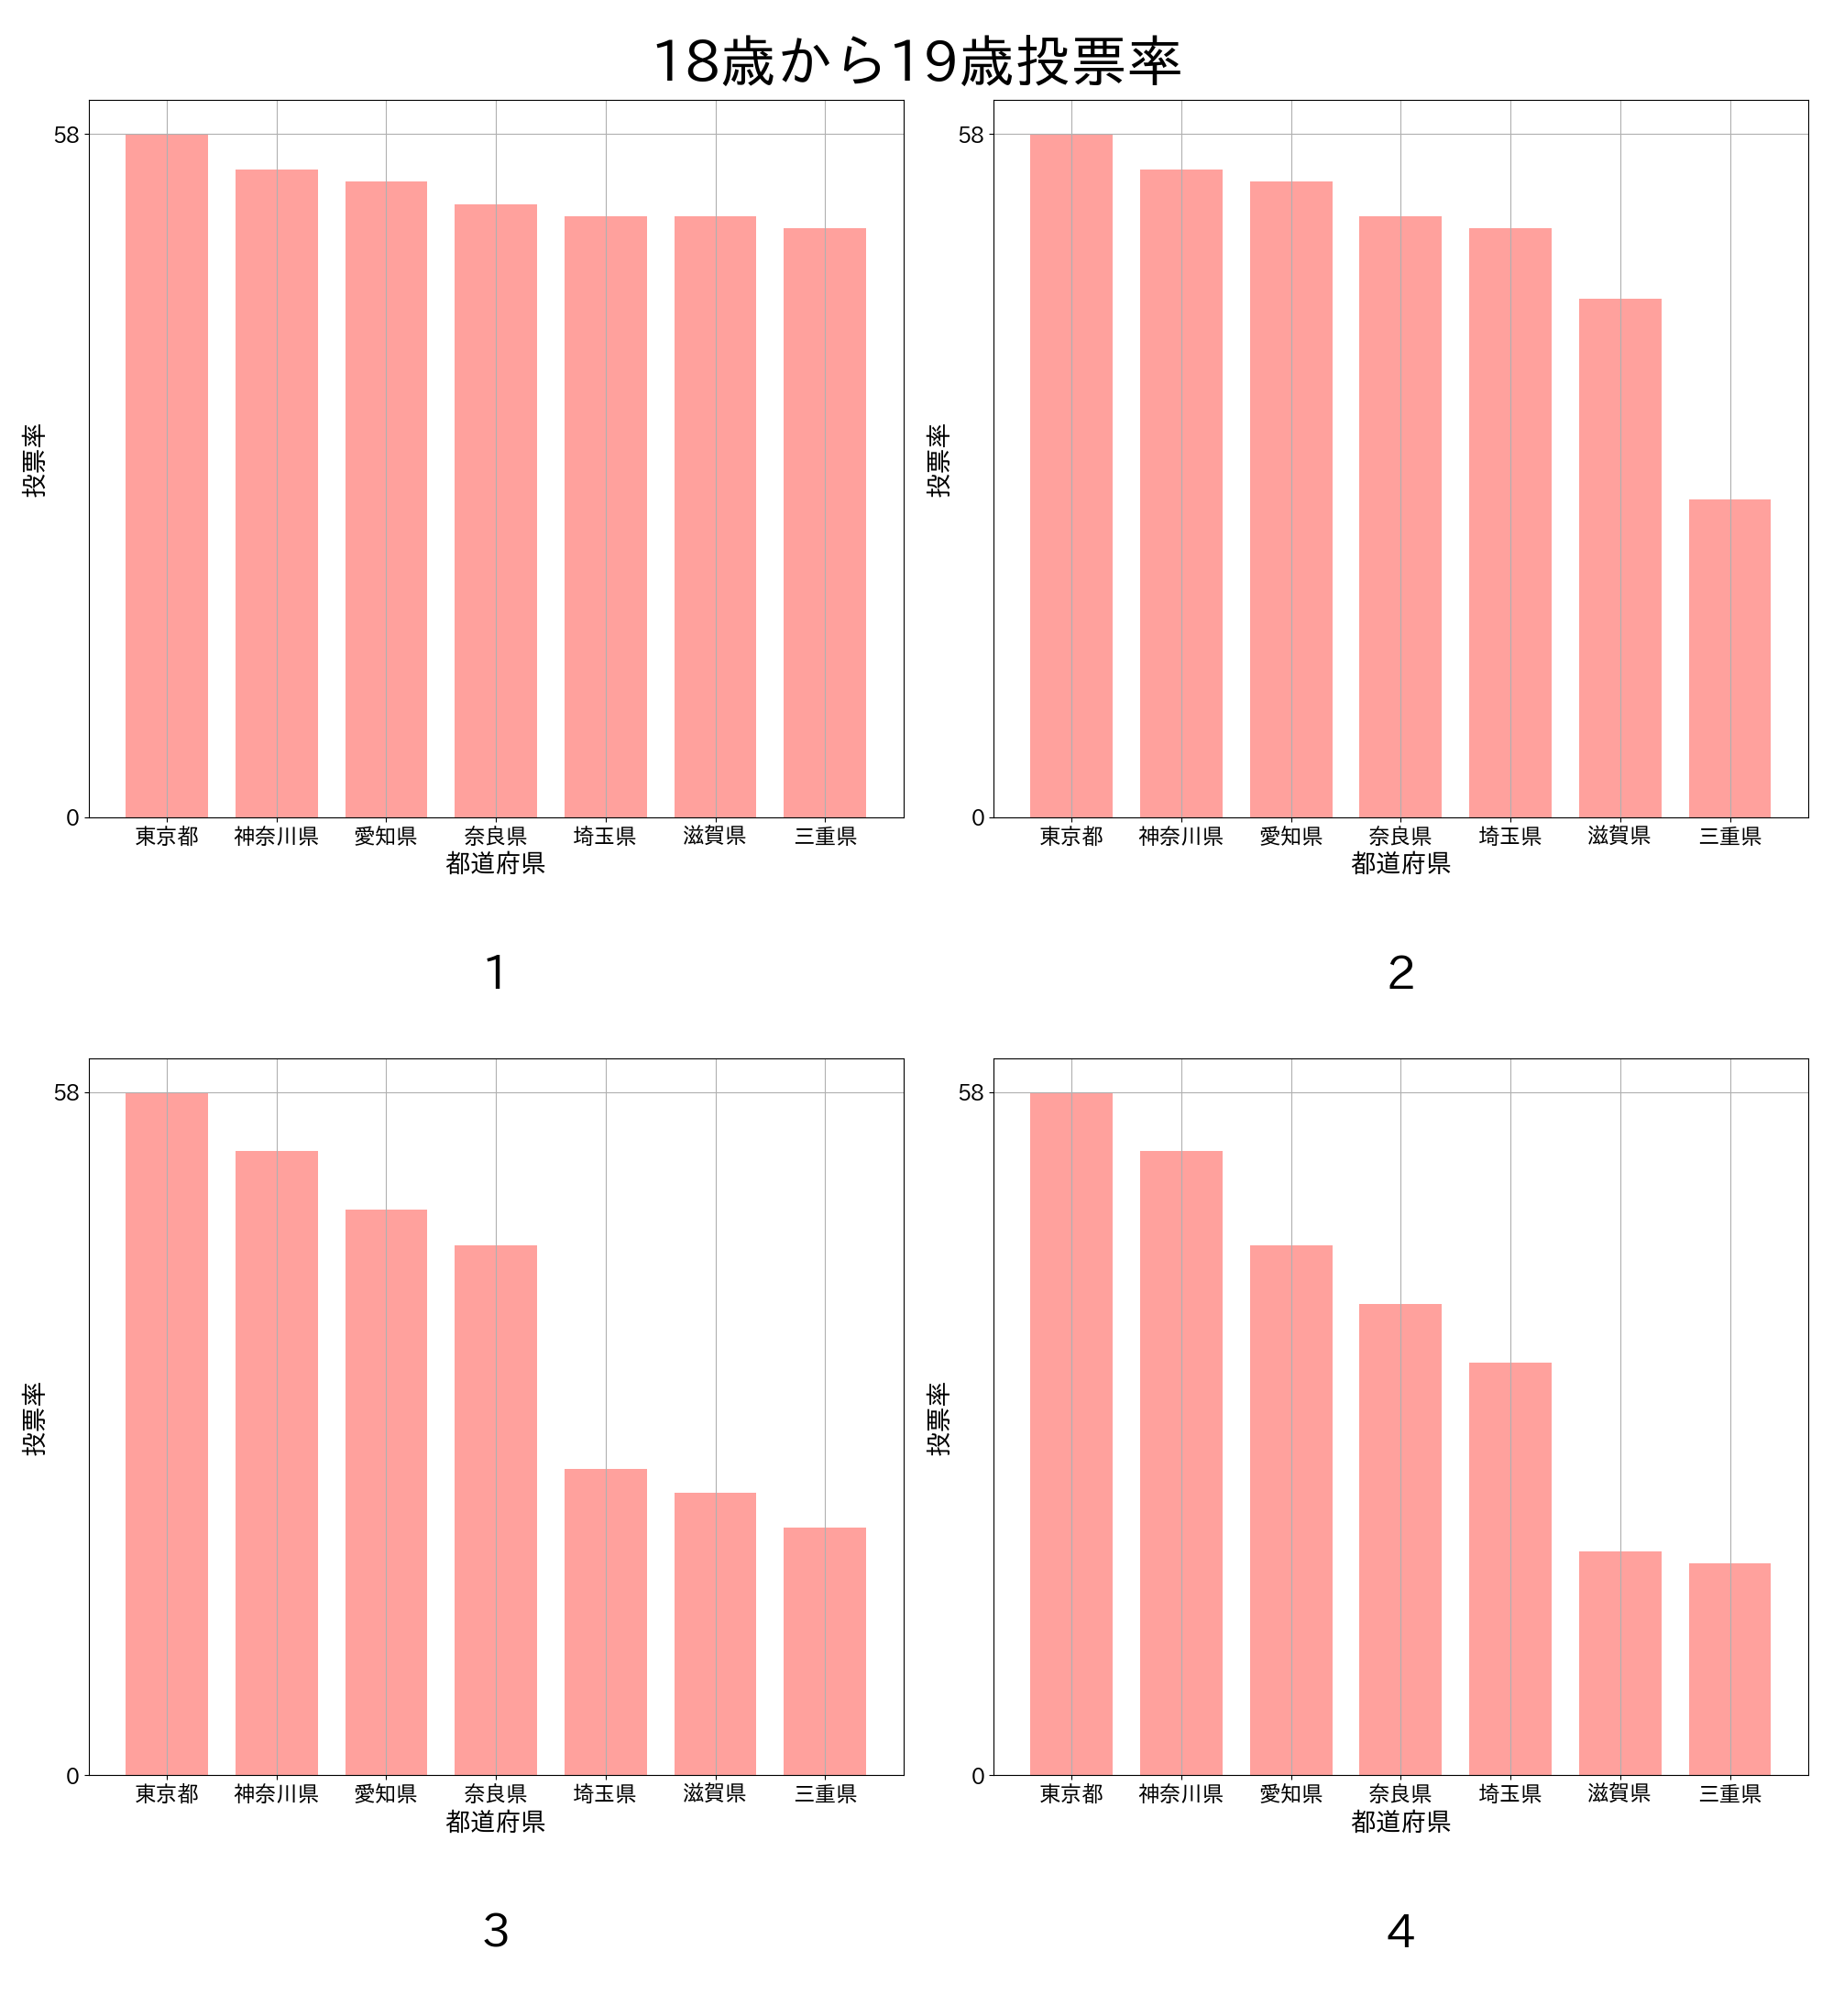 18歳から19歳投票率
58
0
投票率
東京都 神奈川県 愛知県 奈良県 埼玉県 滋賀県 三重県
都道府県
1
58
0
投票率
東京都 神奈川県 愛知県 奈良県 埼玉県 滋賀県 三重県
都道府県
2
58
0
投票率
東京都 神奈川県 愛知県 奈良県 埼玉県 滋賀県 三重県
都道府県
3
58
0
投票率
東京都 神奈川県 愛知県 奈良県 埼玉県 滋賀県 三重県
都道府県
4